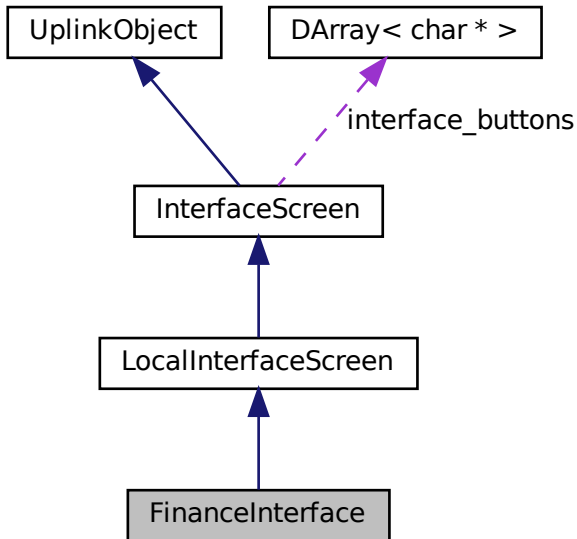 UplinkObject
DArray< char * >
interface_buttons
InterfaceScreen
LocalInterfaceScreen
FinanceInterface